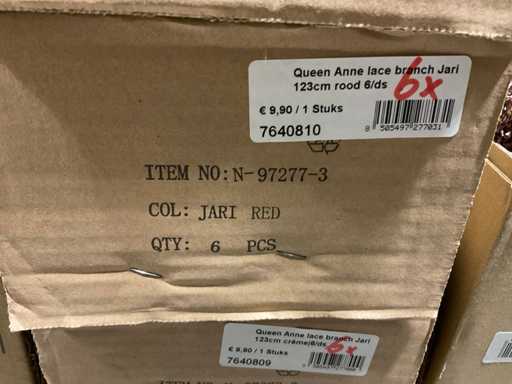 Queen Anne lace branch Jari
123cm rood 6/ds
6x
€ 9,90 / 1 Stuks
7640810
8 505497 277031
ITEM NO: N-97277-3
COL: JARI RED
QTY: 6 PCS
Queen Anne lace branch Jari
123cm crème|6/ds
6x
€ 9,90 / 1 Stuks
7640809